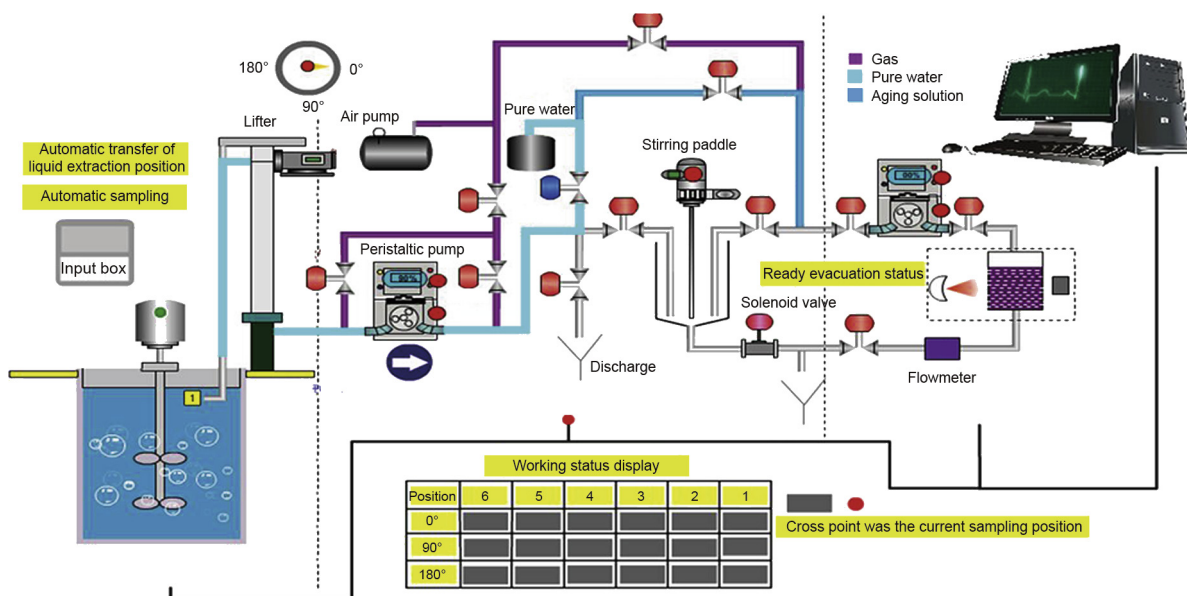 180°
0°
90°
Lifter
Air pump
Pure water
Gas
Pure water
Aging solution
Automatic transfer of
liquid extraction position
Automatic sampling
Input box
Stirring paddle
Peristaltic pump
Ready evacuation status
Solenoid valve
Discharge
Flowmeter
1
Working status display
Position 6 5 4 3 2 1
0°
90°
180°
Cross point was the current sampling position